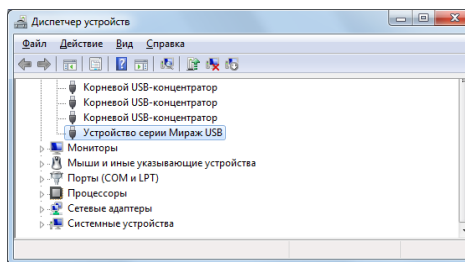 Диспетчер устройств
Файл Действие Вид Справка
Корневой USB-концентратор
Корневой USB-концентратор
Корневой USB-концентратор
Устройство серии Мираж USB
Мониторы
Мыши и иные указывающие устройства
Порты (COM и LPT)
Процессоры
Сетевые адаптеры
Системные устройства